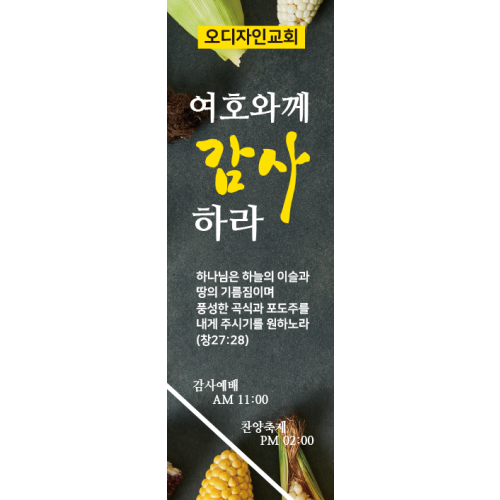 오디자인교회
여호와께
감사
하라
하나님은 하늘의 이슬과
땅의 기름짐이며
풍성한 곡식과 포도주를
내게 주시기를 원하노라
(창27:28)
감사예배
AM 11:00
찬양축제
PM 02:00